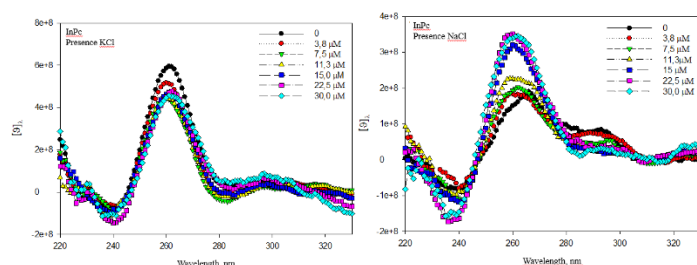 InPc
Presence KCl
0
3,8 µM
7,5 µM
11,3 µM
15,0 µM
22,5 µM
30,0 µM
8e+8
6e+8
4e+8
2e+8
0
-2e+8
[θ]λ
220
240
260
280
300
320
Wavelength, nm
InPc
Presence NaCl
0
3,8 µM
7,5 µM
11,3 µM
15 µM
22,5 µM
30,0 µM
4e+8
3e+8
2e+8
1e+8
0
-1e+8
-2e+8
[θ]λ
220
240
260
280
300
320
Wavelength, nm